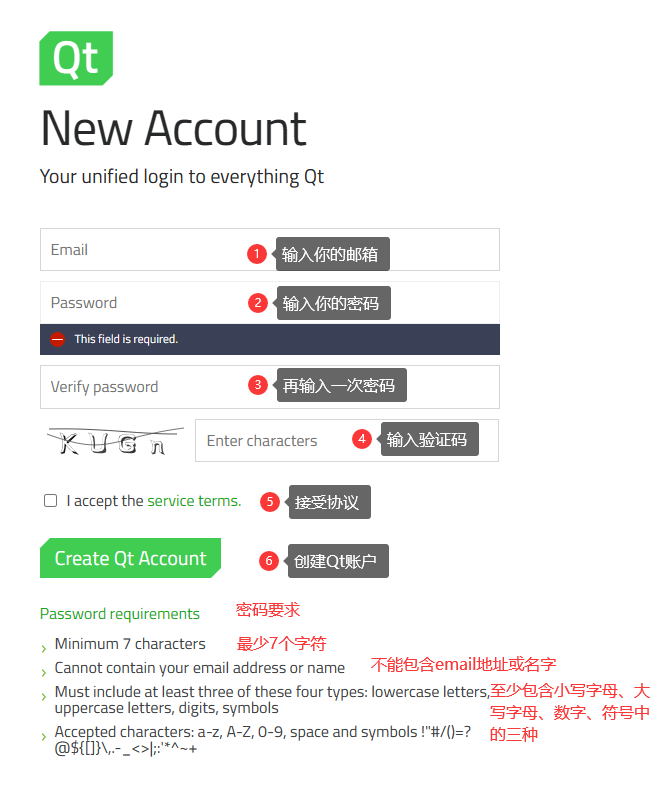 Qt
New Account
Your unified login to everything Qt
Email
1 输入你的邮箱
Password
2 输入你的密码
This field is required.
Verify password
3 再输入一次密码
KUGn
Enter characters
4 输入验证码
I accept the service terms.
5 接受协议
Create Qt Account
6 创建Qt账户
Password requirements
密码要求
Minimum 7 characters
最少7个字符
Cannot contain your email address or name
不能包含email地址或名字
Must include at least three of these four types: lowercase letters,
uppercase letters, digits, symbols
至少包含小写字母、大
写字母、数字、符号中
的三种
Accepted characters: a-z, A-Z, 0-9, space and symbols !"#/()=?
@${[]}\,.-_<>|;:'*^~+